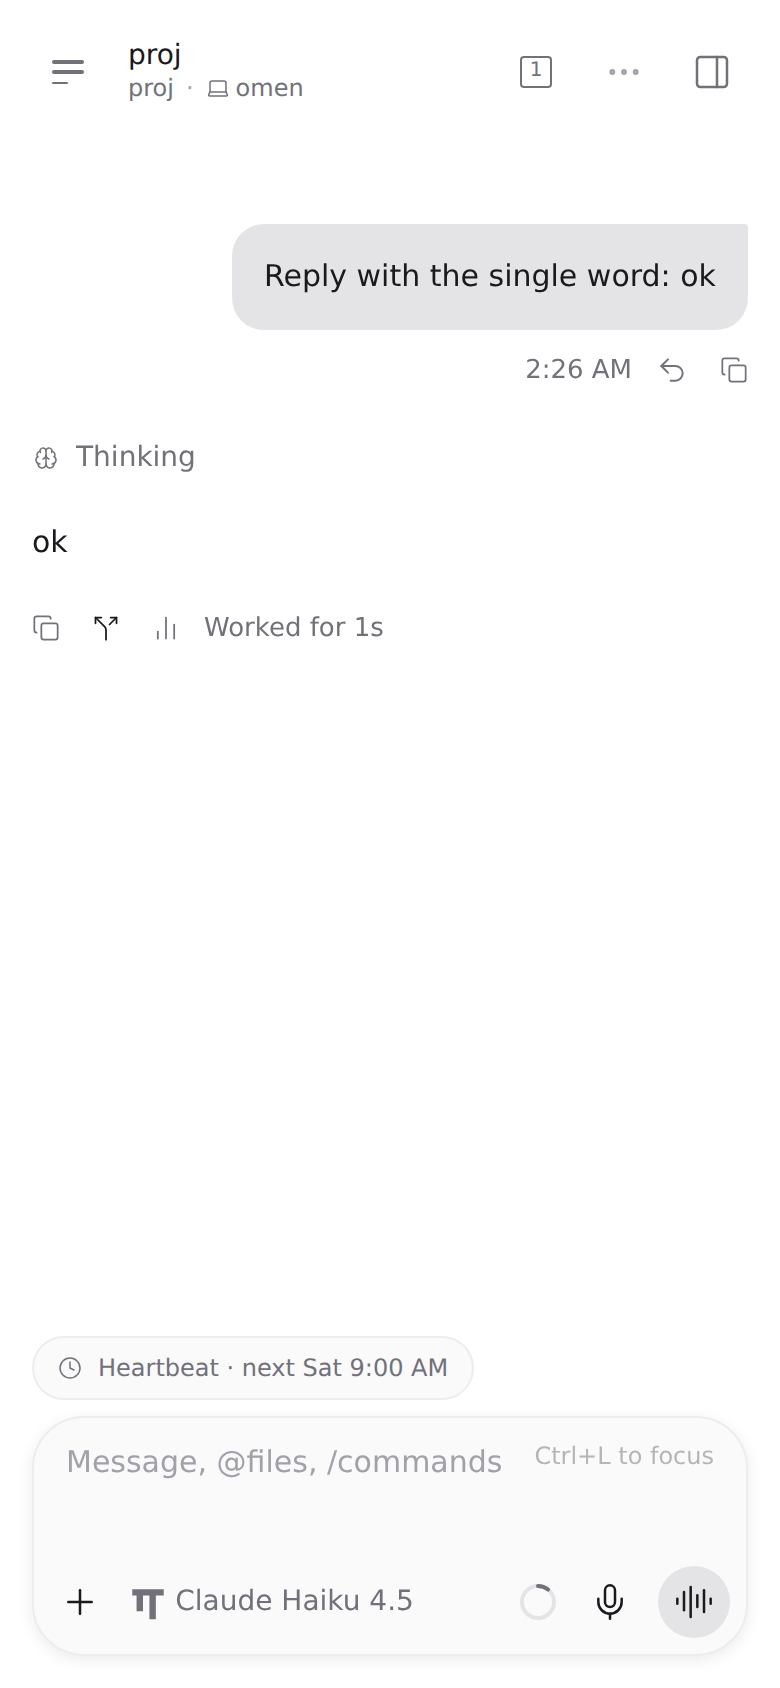 proj
1
proj · omen
Reply with the single word: ok
2:26 AM
Thinking
ok
Worked for 1s
Heartbeat · next Sat 9:00 AM
Message, @files, /commands
Ctrl+L to focus
Claude Haiku 4.5